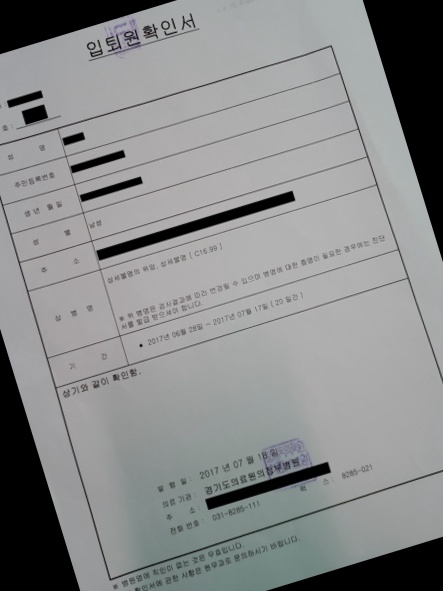 입퇴원확인서
성 명
주민등록번호
생 년 월 일
성 별 남성
주 소
상 병 명 상세불명의 위암, 상세불명 [ C16.99 ]
※ 위 병명은 검사결과에 따라 변경될 수 있으며 병명에 대한 증명이 필요한 경우에는 진단
서를 발급 받으셔야 합니다.
기 간 • 2017년 06월 28일 ~ 2017년 07월 17일 ( 20 일간 )
상기와 같이 확인함.
발 행 일 : 2017 년 07 월 18 일
의료 기관 : 경기도의료원의정부병원
주 소 :
전화 번호 : 031-8285-111 팩 스 : 8285-021
※ 병원명에 직인이 없는 것은 무효입니다.
확인서에 관한 사항은 원무과로 문의하시기 바랍니다.